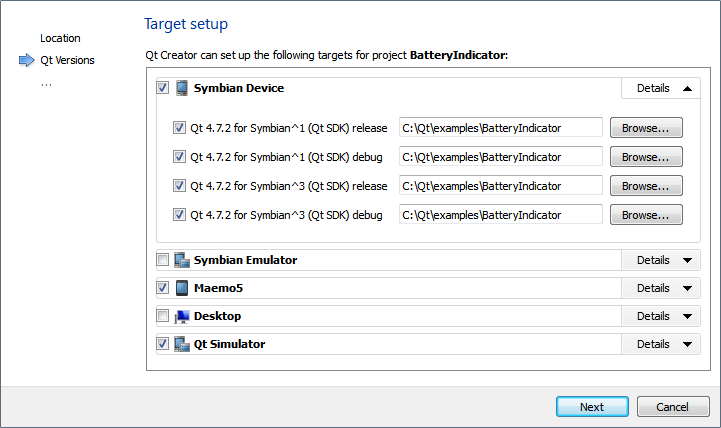 Target setup
Location
Qt Versions
...
Qt Creator can set up the following targets for project BatteryIndicator:
Symbian Device Details
Qt 4.7.2 for Symbian^1 (Qt SDK) release C:\Qt\examples\BatteryIndicator Browse...
Qt 4.7.2 for Symbian^1 (Qt SDK) debug C:\Qt\examples\BatteryIndicator Browse...
Qt 4.7.2 for Symbian^3 (Qt SDK) release C:\Qt\examples\BatteryIndicator Browse...
Qt 4.7.2 for Symbian^3 (Qt SDK) debug C:\Qt\examples\BatteryIndicator Browse...
Symbian Emulator Details
Maemo5 Details
Desktop Details
Qt Simulator Details
Next Cancel